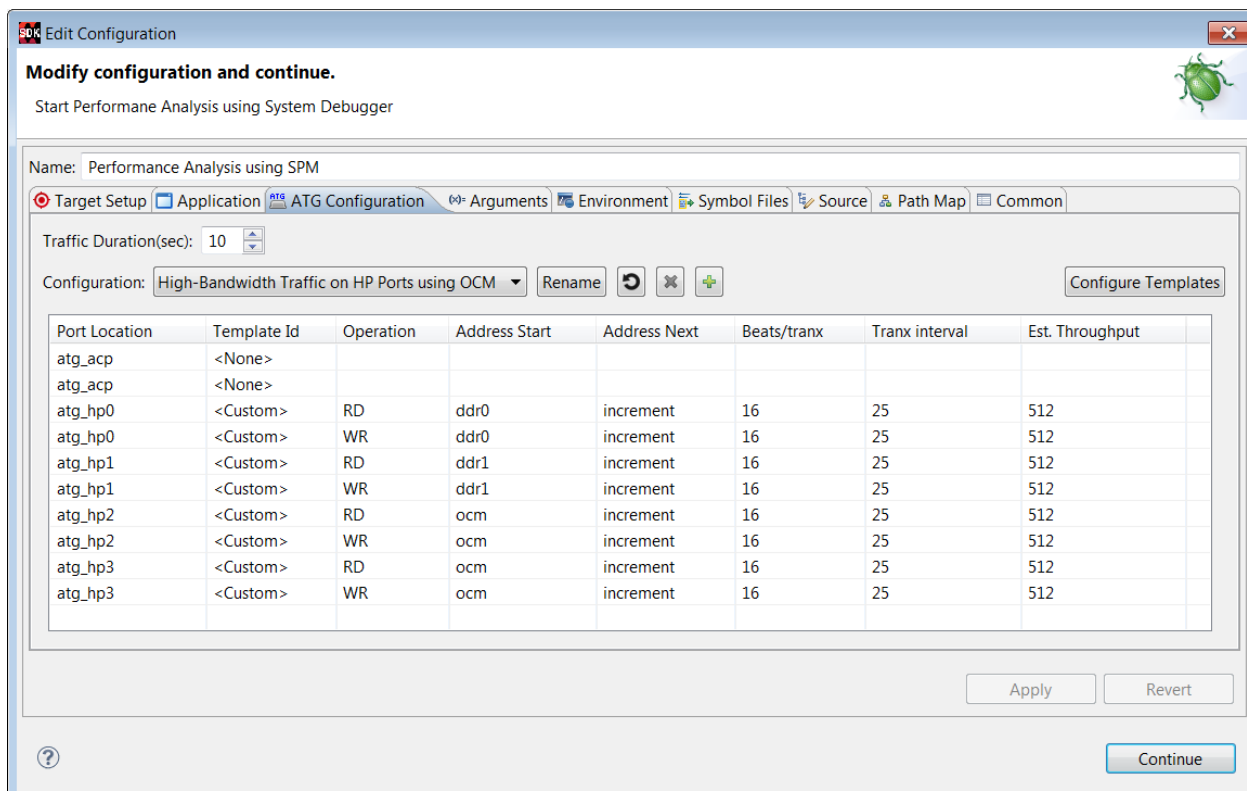 SDK Edit Configuration
Modify configuration and continue.
Start Performane Analysis using System Debugger
Name: Performance Analysis using SPM
Target Setup Application ATG ATG Configuration (x)= Arguments Environment Symbol Files Source Path Map Common
Traffic Duration(sec): 10
Configuration: High-Bandwidth Traffic on HP Ports using OCM Rename Configure Templates
Port Location Template Id Operation Address Start Address Next Beats/tranx Tranx interval Est. Throughput
atg_acp <None>
atg_acp <None>
atg_hp0 <Custom> RD ddr0 increment 16 25 512
atg_hp0 <Custom> WR ddr0 increment 16 25 512
atg_hp1 <Custom> RD ddr1 increment 16 25 512
atg_hp1 <Custom> WR ddr1 increment 16 25 512
atg_hp2 <Custom> RD ocm increment 16 25 512
atg_hp2 <Custom> WR ocm increment 16 25 512
atg_hp3 <Custom> RD ocm increment 16 25 512
atg_hp3 <Custom> WR ocm increment 16 25 512
Apply Revert
? Continue